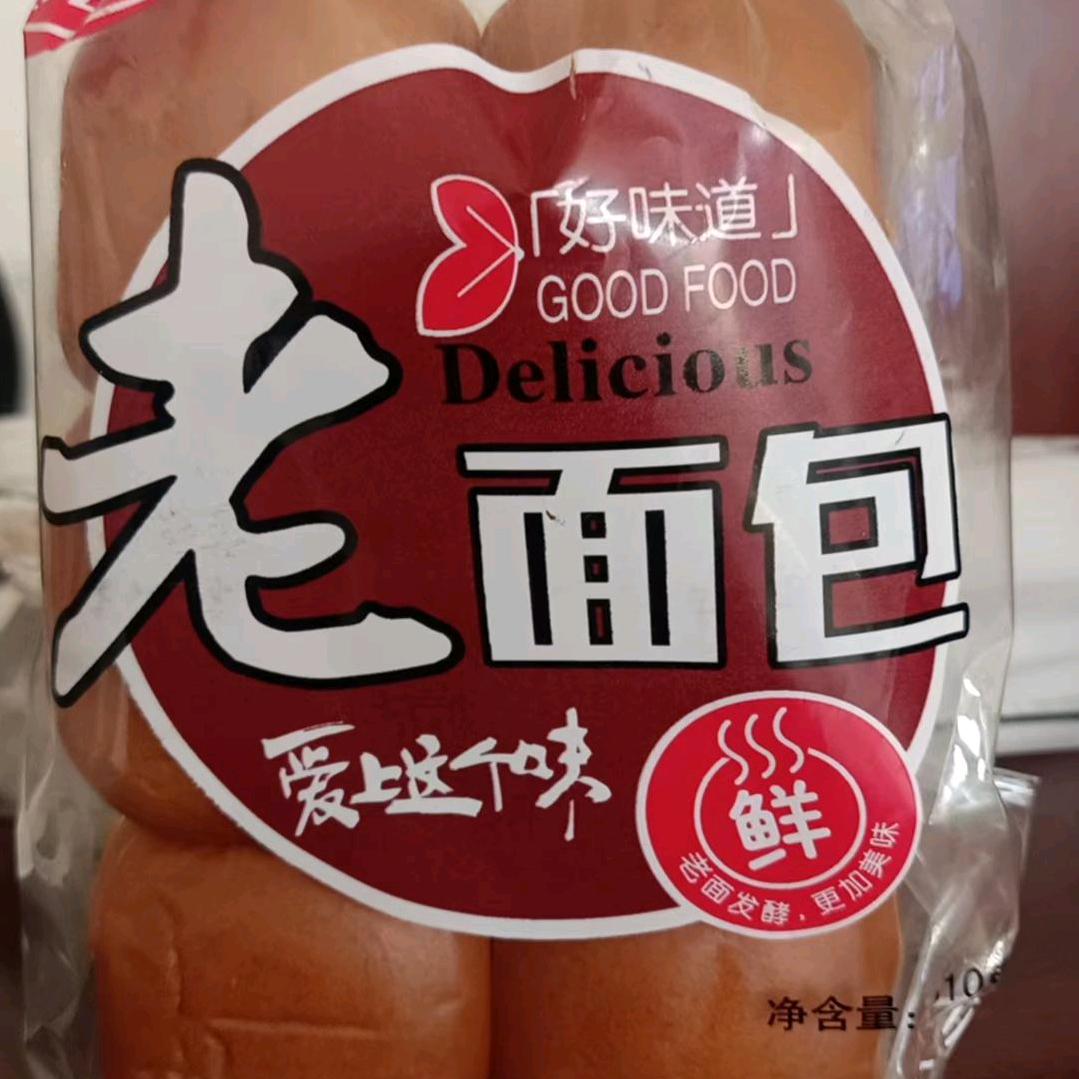 「好味道」
GOOD FOOD
Delicious
老面包
爱上这个味
鲜
老面发酵,更加美味
净含量: